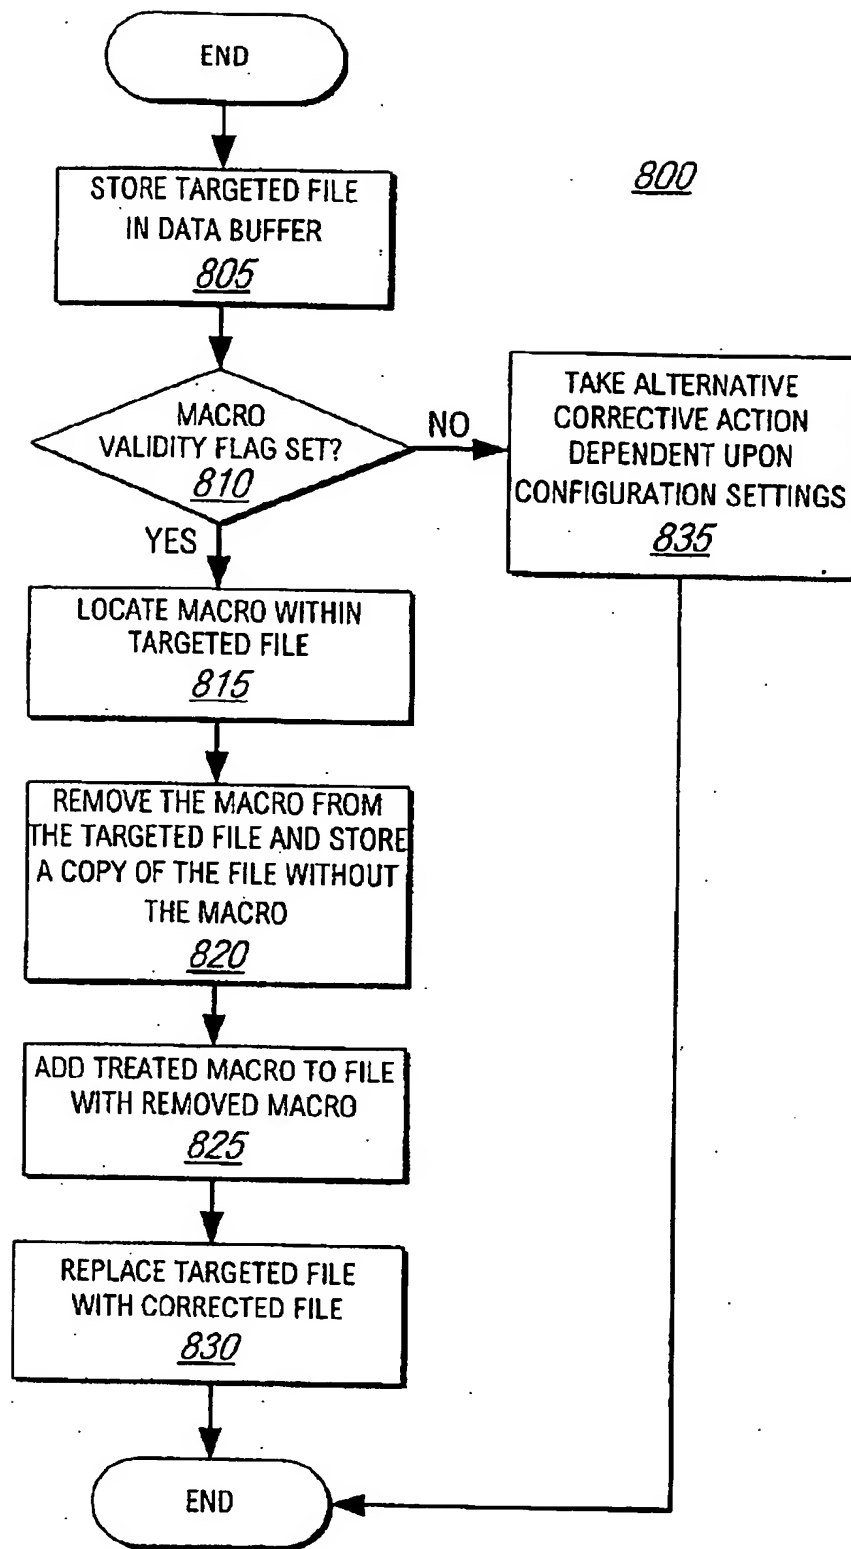 END
800
STORE TARGETED FILE
IN DATA BUFFER
805
MACRO
VALIDITY FLAG SET?
810
NO
YES
TAKE ALTERNATIVE
CORRECTIVE ACTION
DEPENDENT UPON
CONFIGURATION SETTINGS
835
LOCATE MACRO WITHIN
TARGETED FILE
815
REMOVE THE MACRO FROM
THE TARGETED FILE AND STORE
A COPY OF THE FILE WITHOUT
THE MACRO
820
ADD TREATED MACRO TO FILE
WITH REMOVED MACRO
825
REPLACE TARGETED FILE
WITH CORRECTED FILE
830
END